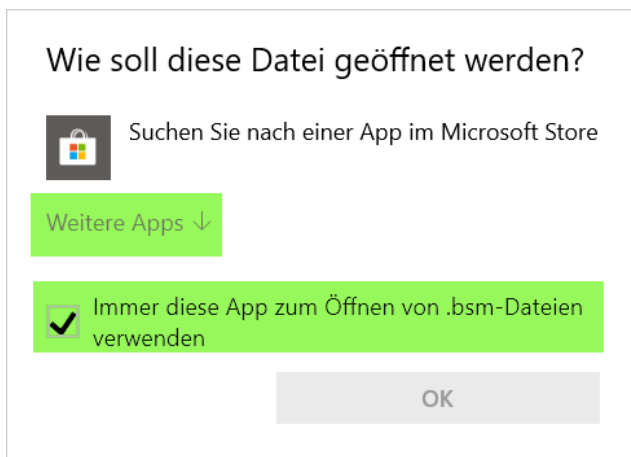 Wie soll diese Datei geöffnet werden?
Suchen Sie nach einer App im Microsoft Store
Weitere Apps ↓
Immer diese App zum Öffnen von .bsm-Dateien
verwenden
OK